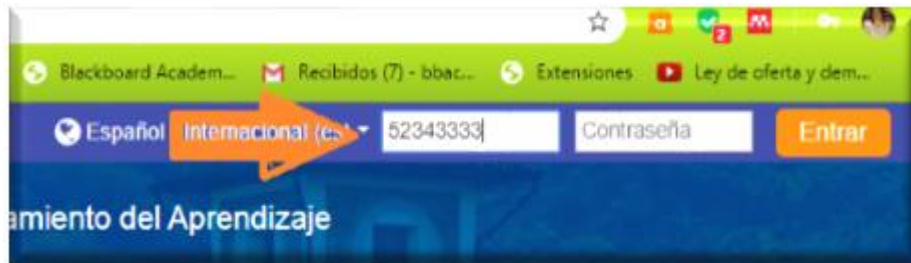 a 2
Blackboard Academ... M Recibidos (7) - bbac... Extensiones Ley de oferta y dem...
Español - Internacional (es) 52343333 Contraseña Entrar
amiento del Aprendizaje